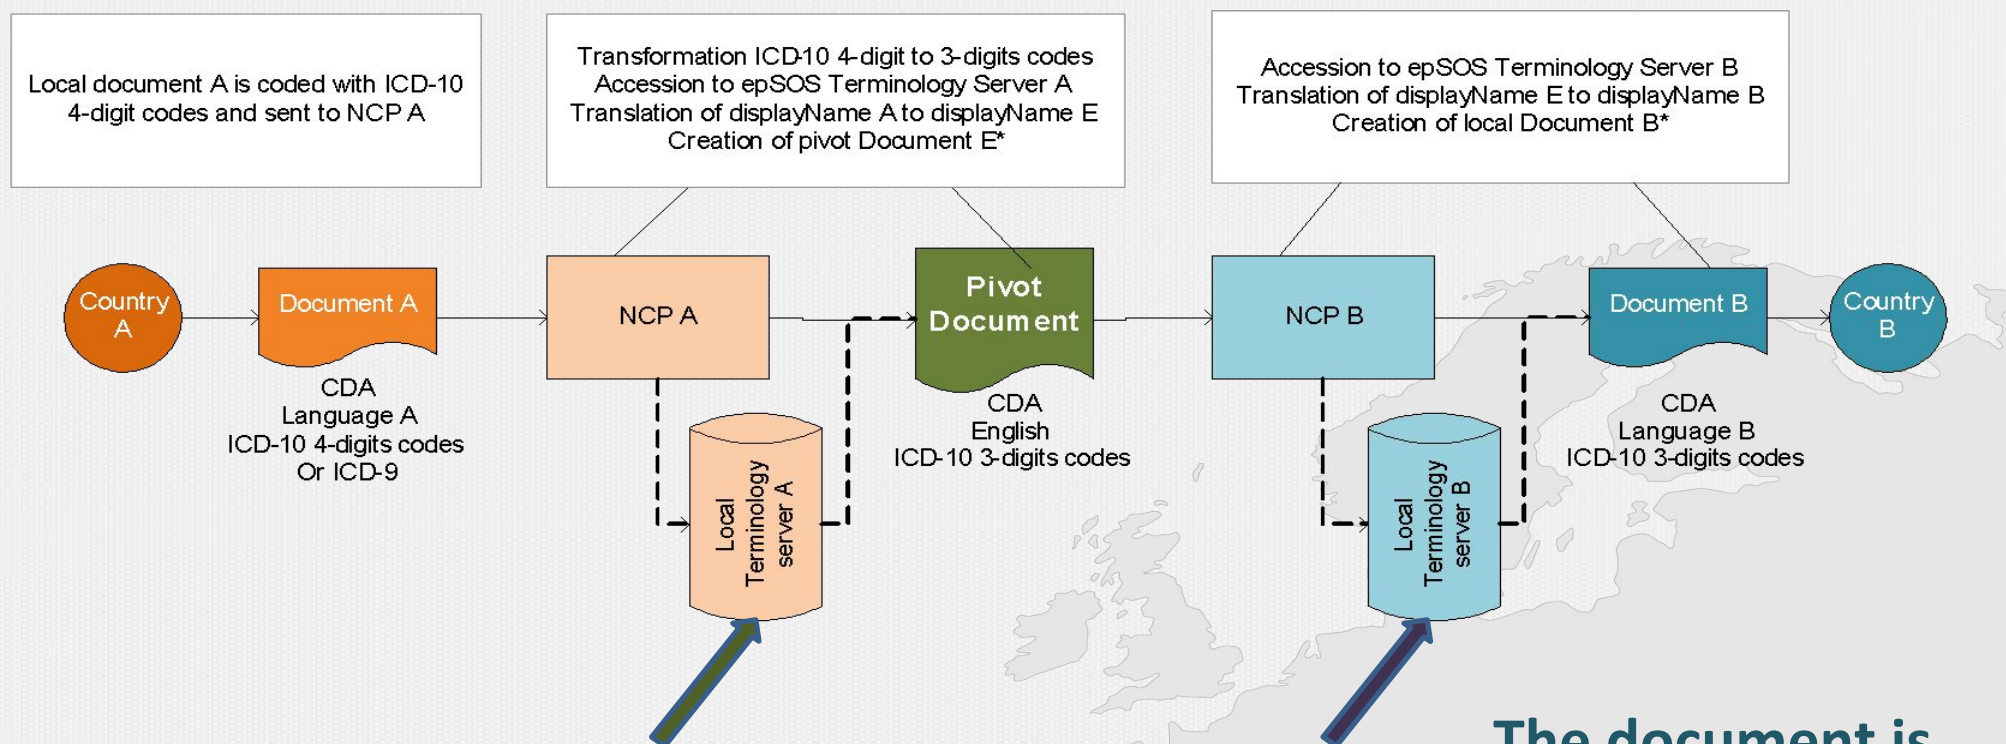 Local document A is coded with ICD-10
4-digit codes and sent to NCP A
Transformation ICD-10 4-digit to 3-digits codes
Accession to epSOS Terminology Server A
Translation of displayName A to displayName E
Creation of pivot Document E*
Accession to epSOS Terminology Server B
Translation of displayName E to displayName B
Creation of local Document B*
Country
A
Document A
CDA
Language A
ICD-10 4-digits codes
Or ICD-9
NCP A
Local
Terminology
server A
Pivot
Document
CDA
English
ICD-10 3-digits codes
NCP B
Local
Terminology
server B
Document B
CDA
Language B
ICD-10 3-digits codes
Country
B
The document is